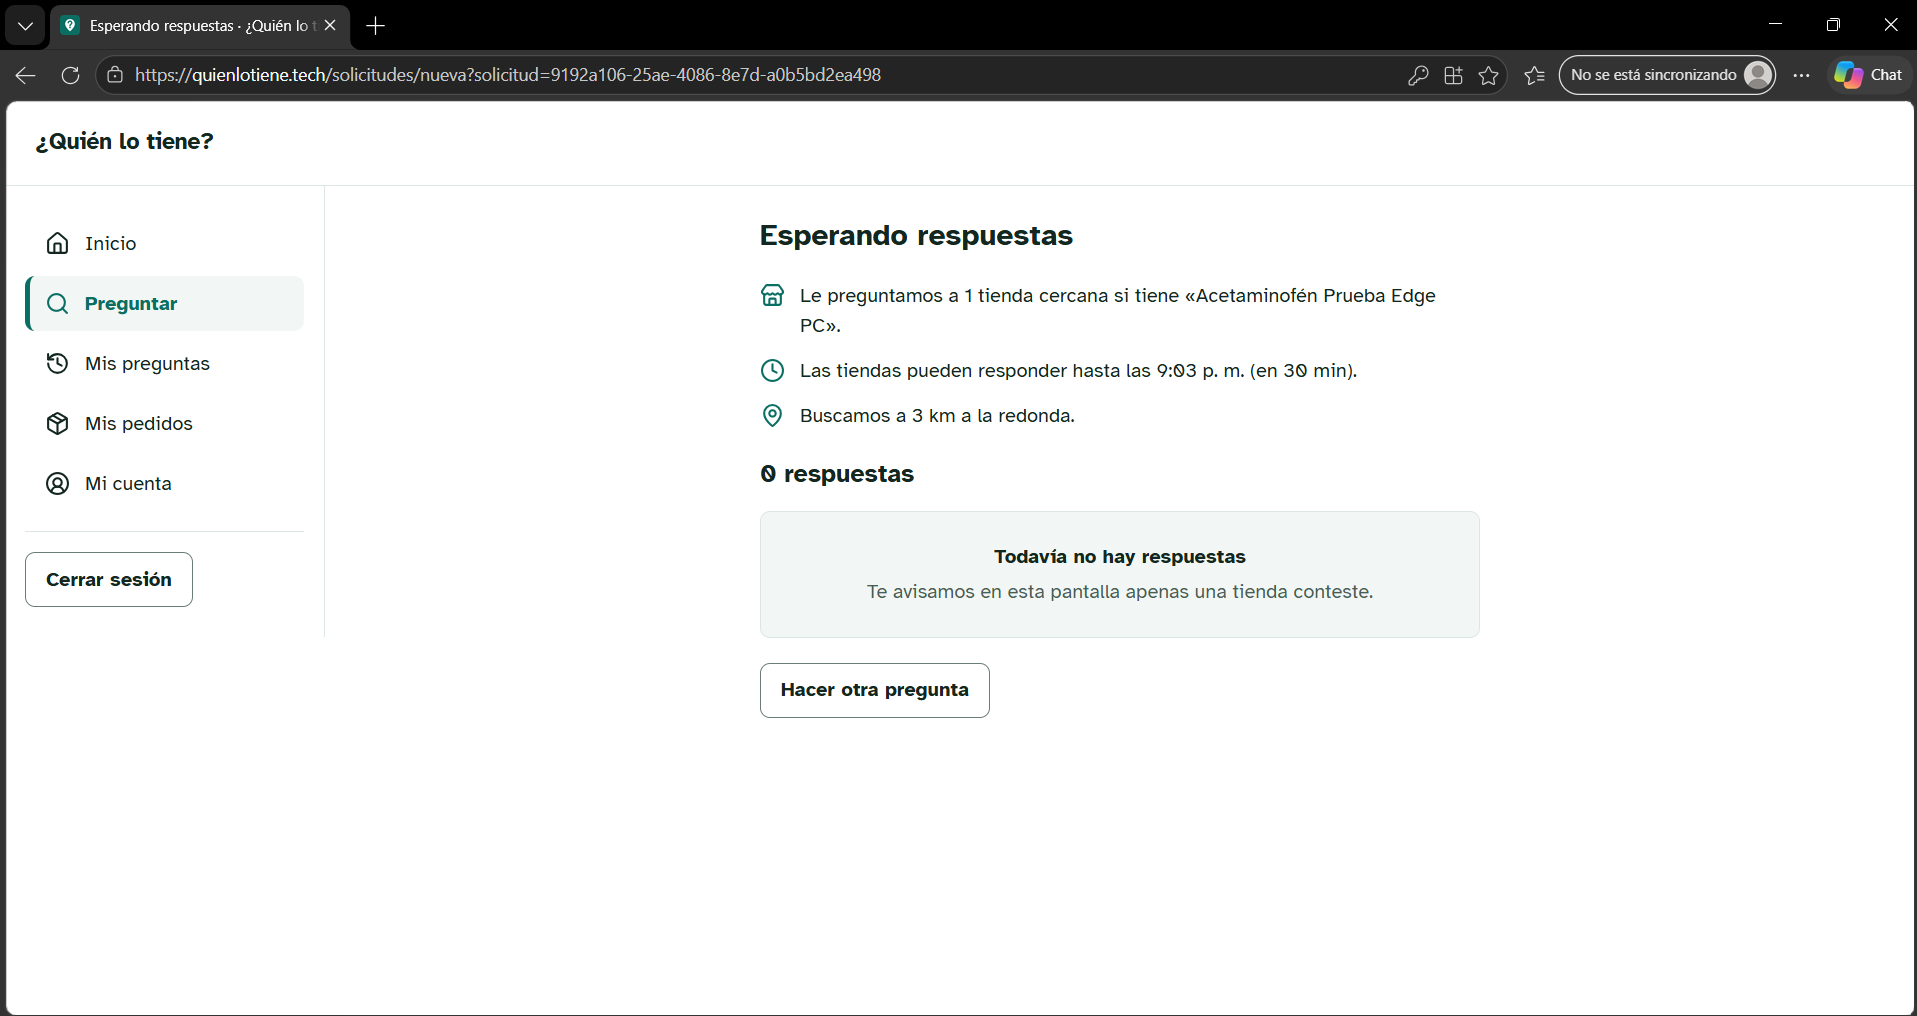 Esperando respuestas · ¿Quién lo t
https://quienlotiene.tech/solicitudes/nueva?solicitud=9192a106-25ae-4086-8e7d-a0b5bd2ea498
No se está sincronizando
Chat
¿Quién lo tiene?
Inicio
Preguntar
Mis preguntas
Mis pedidos
Mi cuenta
Cerrar sesión
Esperando respuestas
Le preguntamos a 1 tienda cercana si tiene «Acetaminofén Prueba Edge
PC».
Las tiendas pueden responder hasta las 9:03 p. m. (en 30 min).
Buscamos a 3 km a la redonda.
0 respuestas
Todavía no hay respuestas
Te avisamos en esta pantalla apenas una tienda conteste.
Hacer otra pregunta